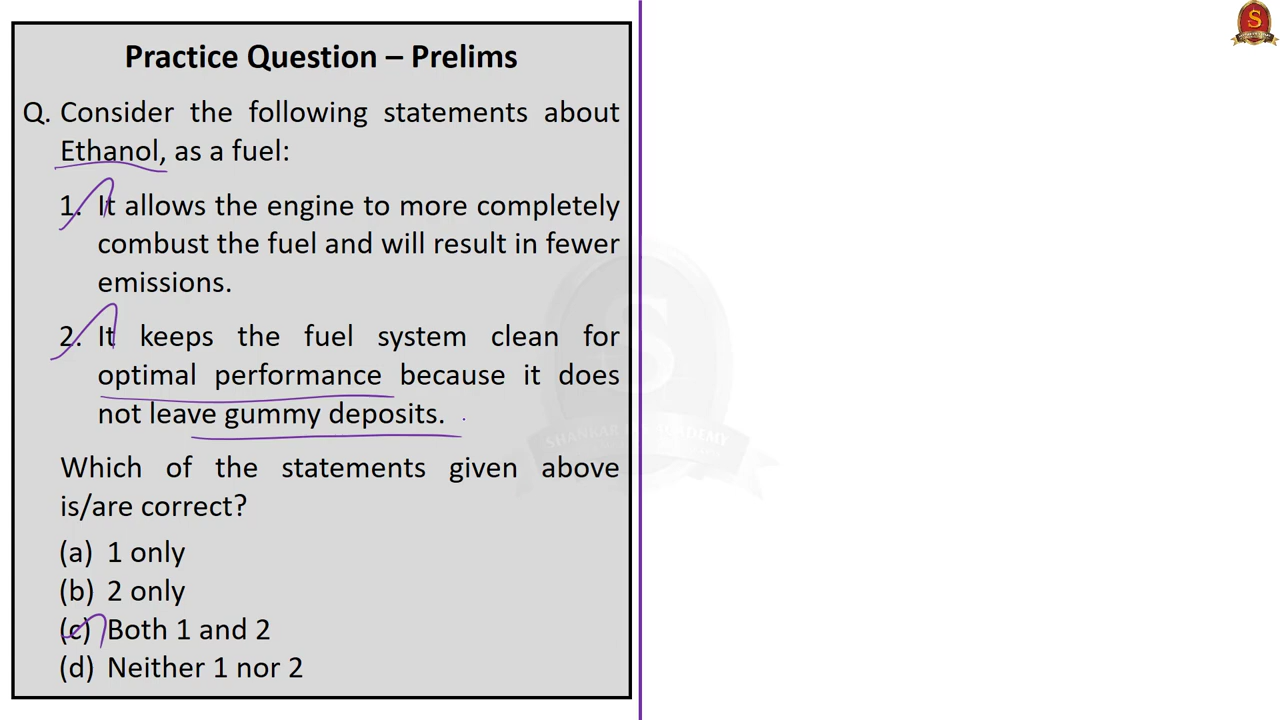 Practice Question – Prelims
Q. Consider the following statements about
Ethanol, as a fuel:
1. It allows the engine to more completely
combust the fuel and will result in fewer
emissions.
2. It keeps the fuel system clean for
optimal performance because it does
not leave gummy deposits.
Which of the statements given above
is/are correct?
(a) 1 only
(b) 2 only
(c) Both 1 and 2
(d) Neither 1 nor 2